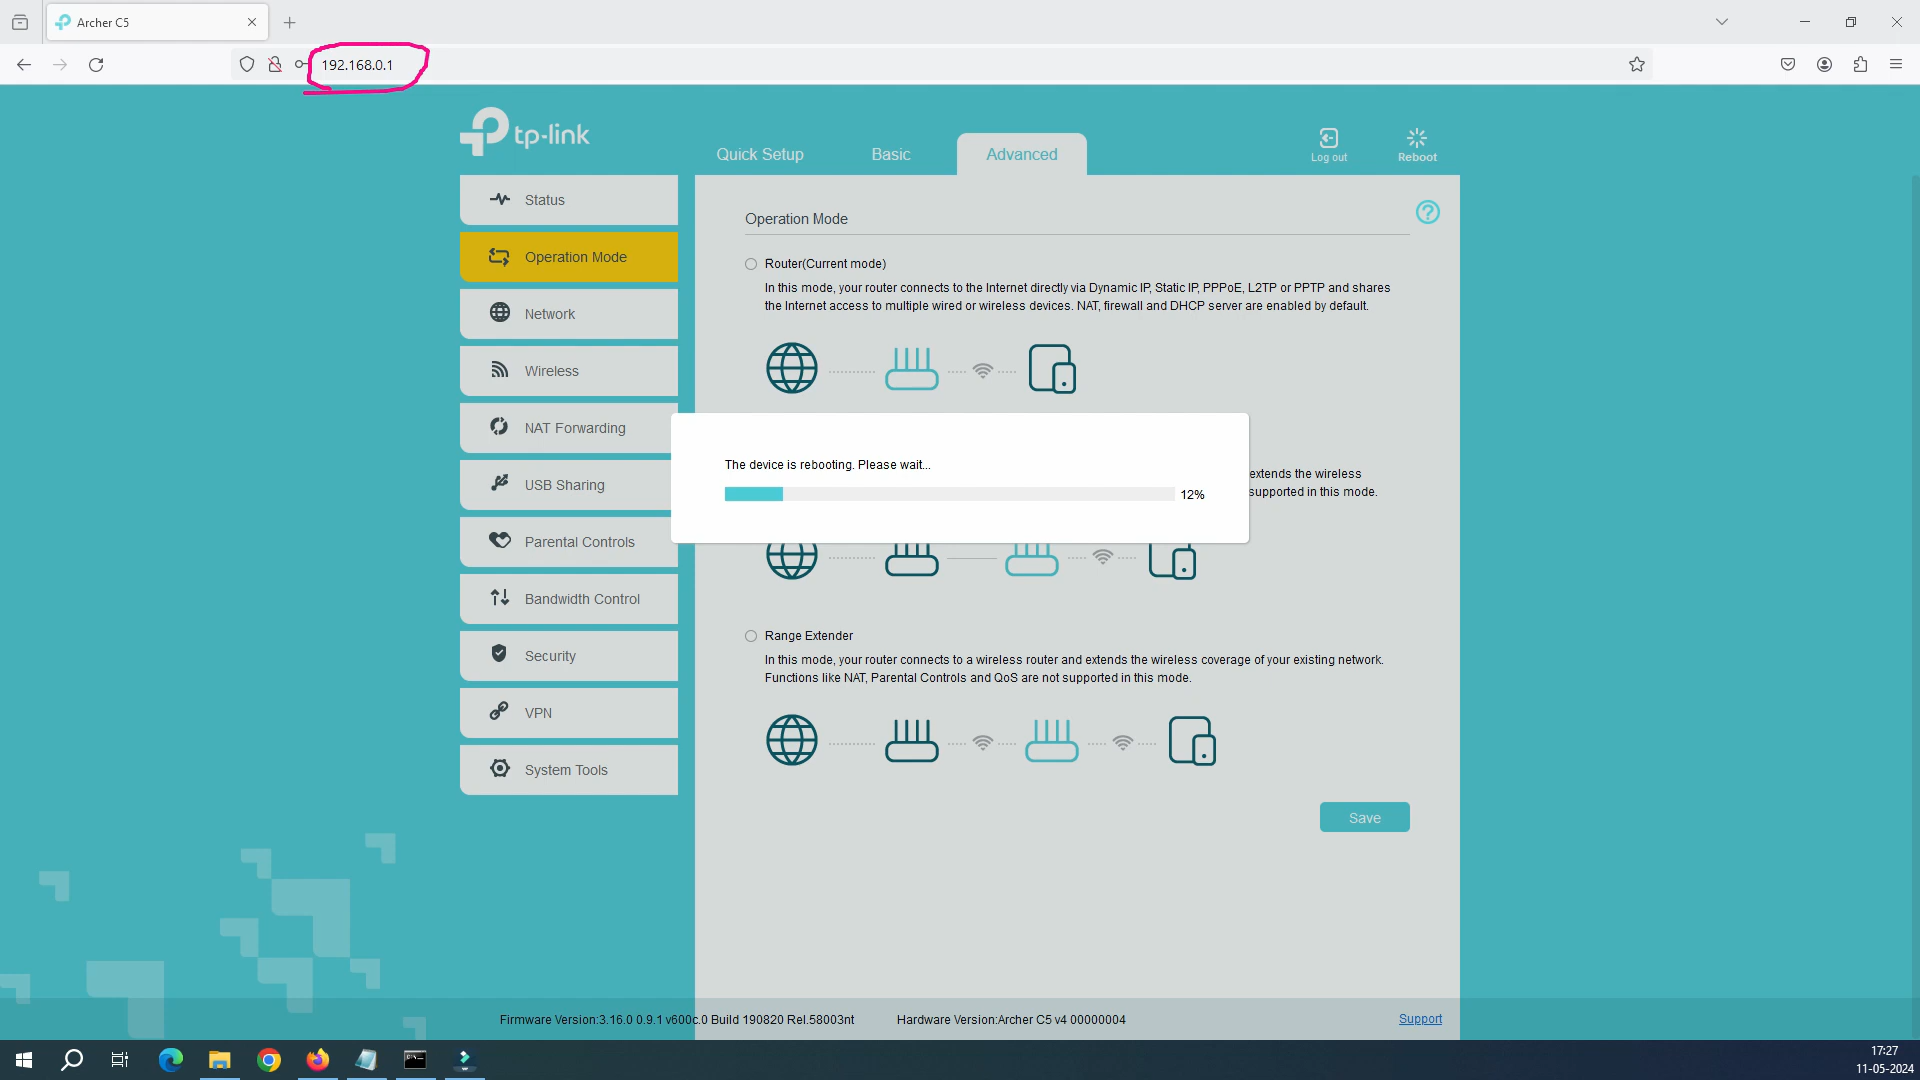 Archer C5
192.168.0.1
tp-link
Quick Setup
Basic
Advanced
Log out
Reboot
Status
Operation Mode
Network
Wireless
NAT Forwarding
USB Sharing
Parental Controls
Bandwidth Control
Security
VPN
System Tools
Operation Mode
Router(Current mode)
In this mode, your router connects to the Internet directly via Dynamic IP, Static IP, PPPoE, L2TP or PPTP and shares
the Internet access to multiple wired or wireless devices. NAT, firewall and DHCP server are enabled by default.
The device is rebooting. Please wait...
12%
extends the wireless
supported in this mode.
Range Extender
In this mode, your router connects to a wireless router and extends the wireless coverage of your existing network.
Functions like NAT, Parental Controls and QoS are not supported in this mode.
Save
Firmware Version:3.16.0 0.9.1 v600c.0 Build 190820 Rel.58003nt
Hardware Version:Archer C5 v4 00000004
Support
17:27
11-05-2024